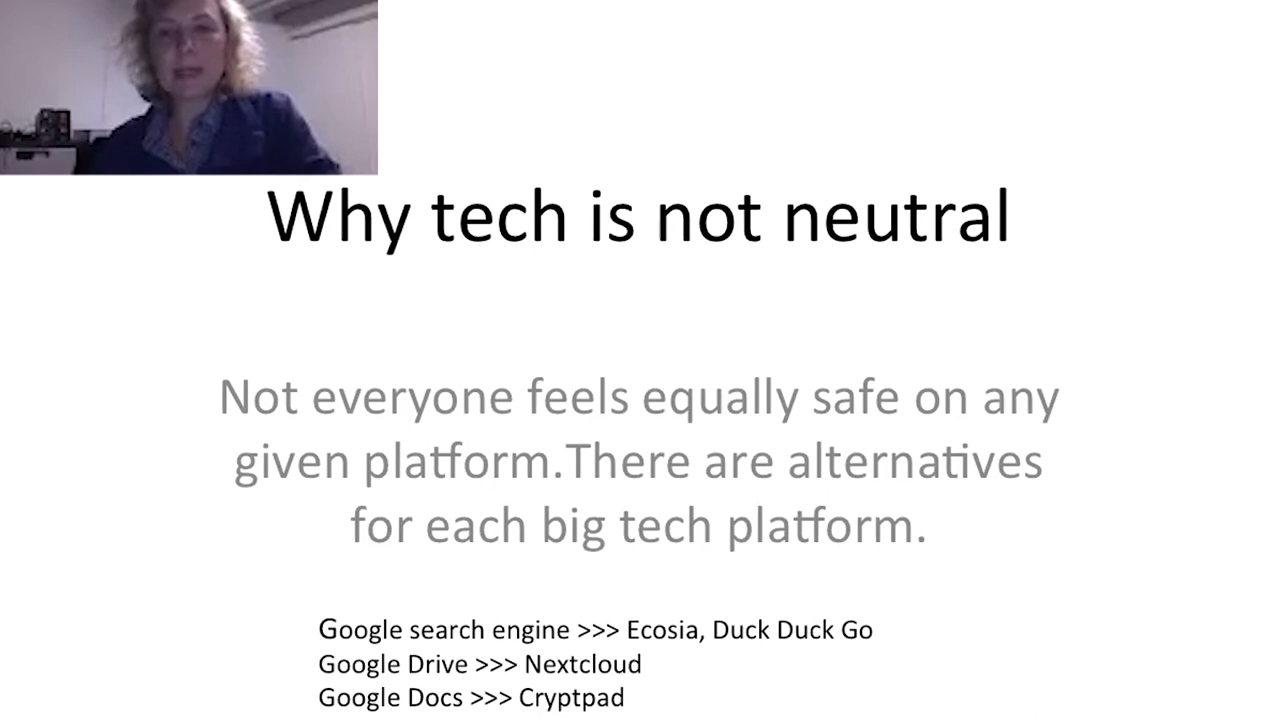 Why tech is not neutral
Not everyone feels equally safe on any
given platform.There are alternatives
for each big tech platform.
Google search engine >>> Ecosia, Duck Duck Go
Google Drive >>> Nextcloud
Google Docs >>> Cryptpad